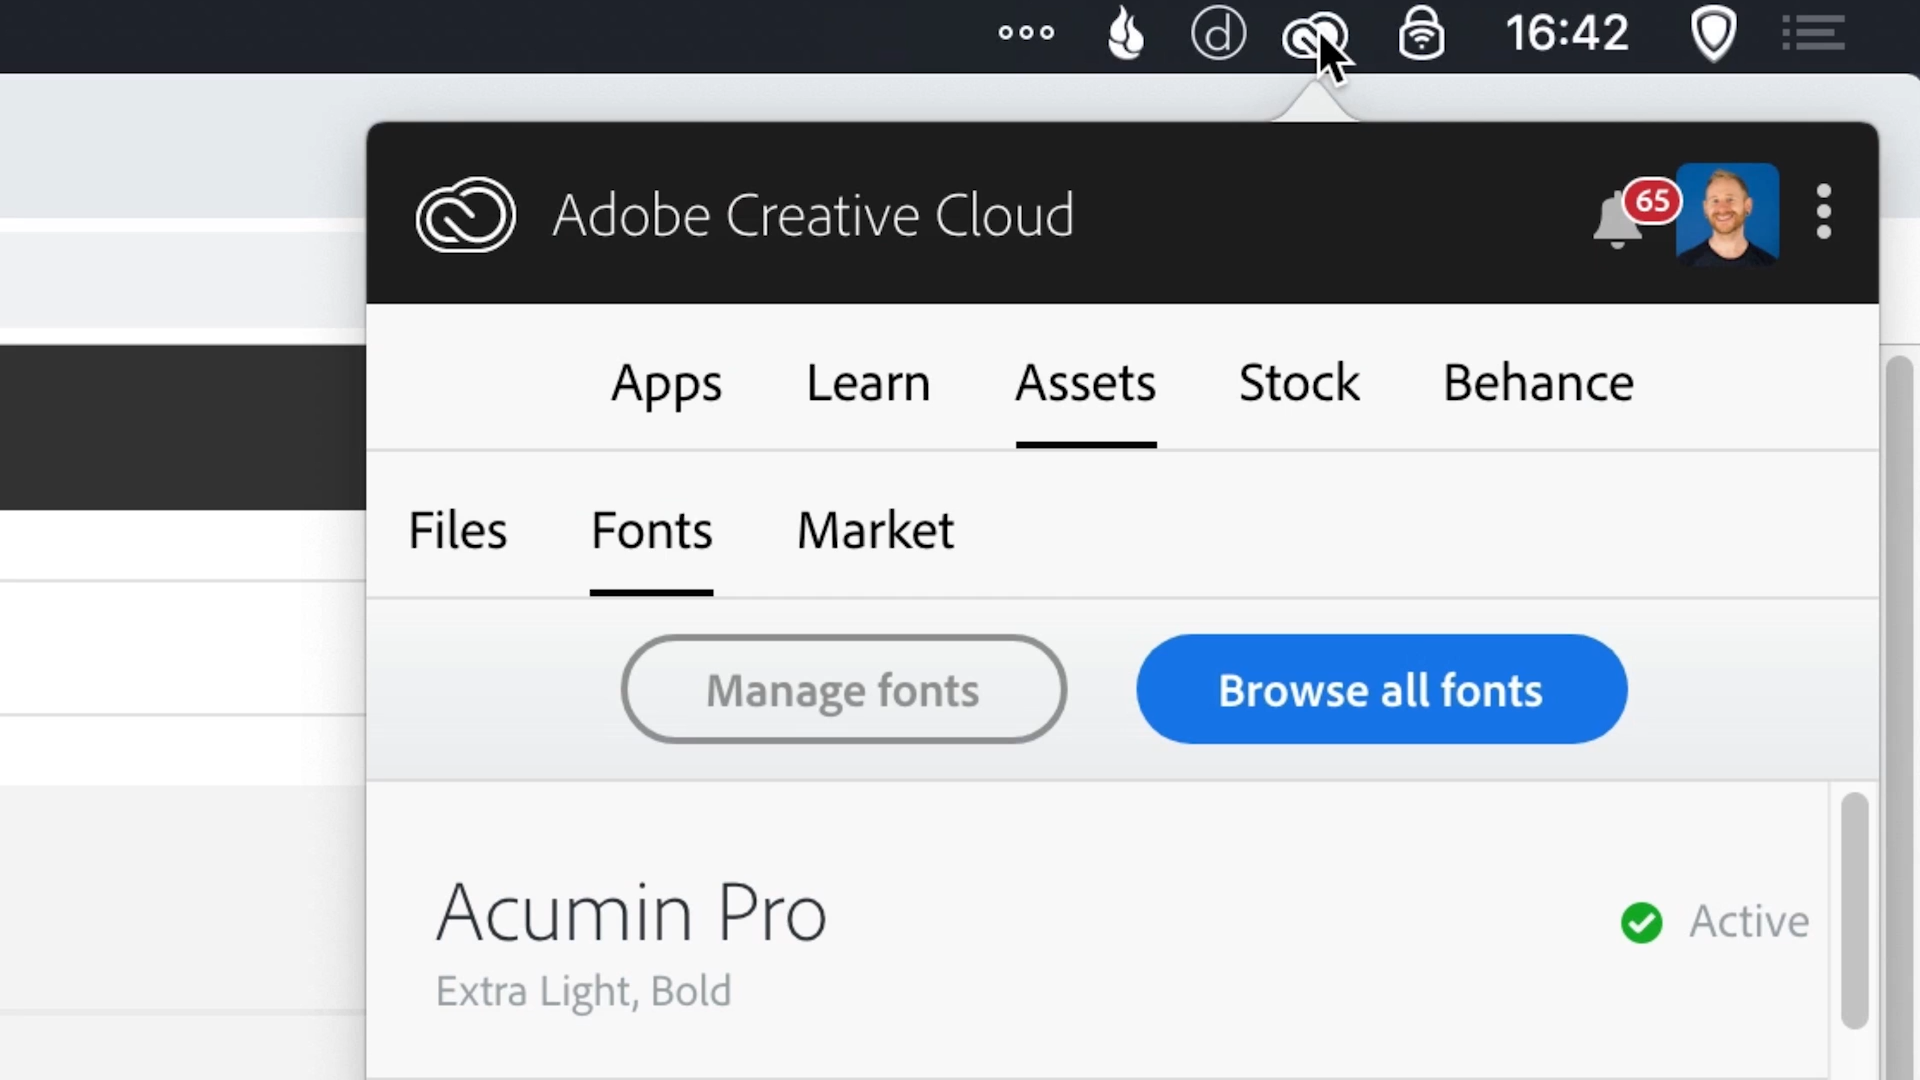 16:42
Adobe Creative Cloud
65
Apps Learn Assets Stock Behance
Files Fonts Market
Manage fonts Browse all fonts
Acumin Pro
Active
Extra Light, Bold